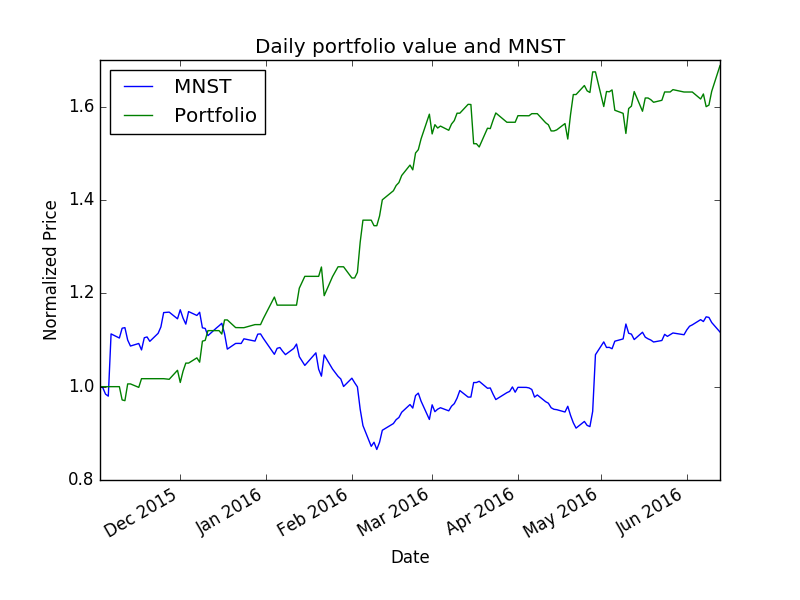 Daily portfolio value and MNST
MNST
Portfolio
1.6
1.4
1.2
1.0
0.8
Normalized Price
Dec 2015
Jan 2016
Feb 2016
Mar 2016
Apr 2016
May 2016
Jun 2016
Date